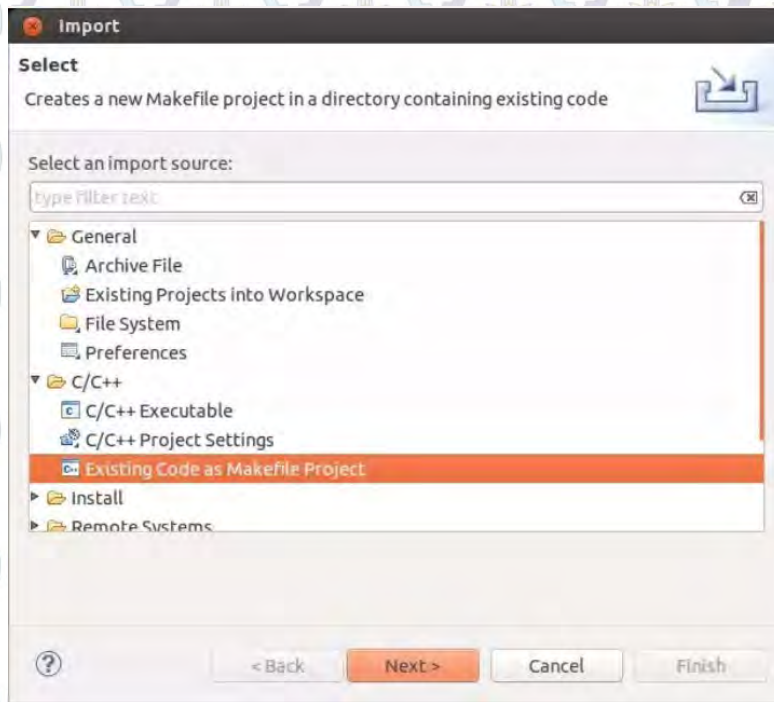 Import
Select
Creates a new Makefile project in a directory containing existing code
Select an import source:
type filter text
General
Archive File
Existing Projects into Workspace
File System
Preferences
C/C++
C/C++ Executable
C/C++ Project Settings
Existing Code as Makefile Project
Install
Remote Systems
< Back Next > Cancel Finish